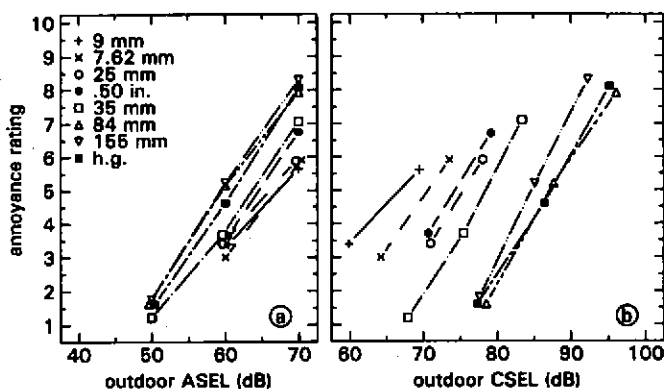 annoyance rating
10
9
8
7
6
5
4
3
2
1
+ 9 mm
× 7.62 mm
○ 25 mm
● .50 in.
□ 35 mm
△ 84 mm
▽ 155 mm
■ h.g.
a
40 50 60 70
outdoor ASEL (dB)
b
60 70 80 90 100
outdoor CSEL (dB)